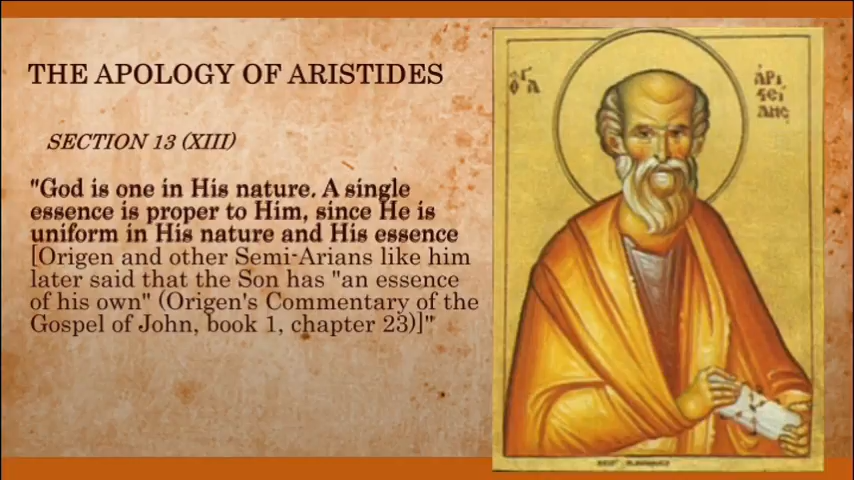 THE APOLOGY OF ARISTIDES
SECTION 13 (XIII)
"God is one in His nature. A single
essence is proper to Him, since He is
uniform in His nature and His essence
[Origen and other Semi-Arians like him
later said that the Son has "an essence
of his own" (Origen's Commentary of the
Gospel of John, book 1, chapter 23)]"